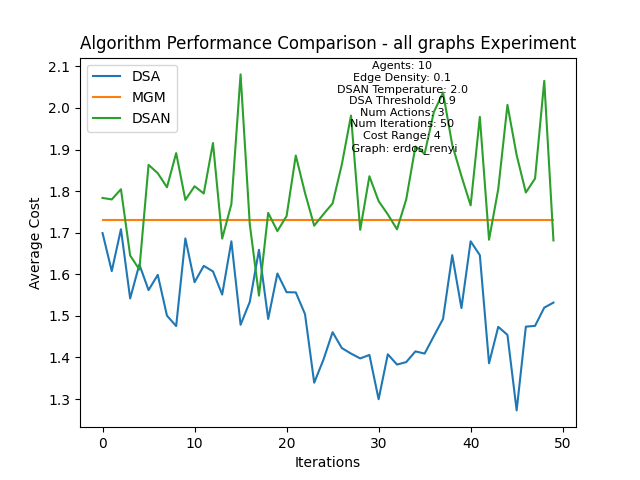 Algorithm Performance Comparison - all graphs Experiment
DSA
MGM
DSAN
Agents: 10
Edge Density: 0.1
DSAN Temperature: 2.0
DSA Threshold: 0.9
Num Actions: 3
Num Iterations: 50
Cost Range: 4
Graph: erdos_renyi
Average Cost
2.1
2.0
1.9
1.8
1.7
1.6
1.5
1.4
1.3
0 10 20 30 40 50
Iterations